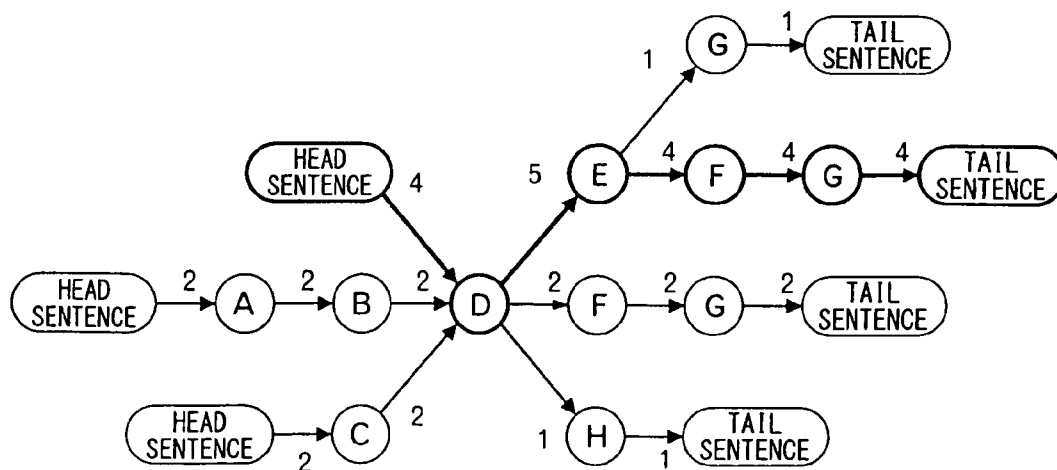 G
1
1
TAIL
SENTENCE
HEAD
SENTENCE
4
5
E
4
F
4
G
4
TAIL
SENTENCE
HEAD
SENTENCE
2
A
2
B
2
D
2
F
2
G
2
TAIL
SENTENCE
HEAD
SENTENCE
2
C
2
1
H
1
TAIL
SENTENCE